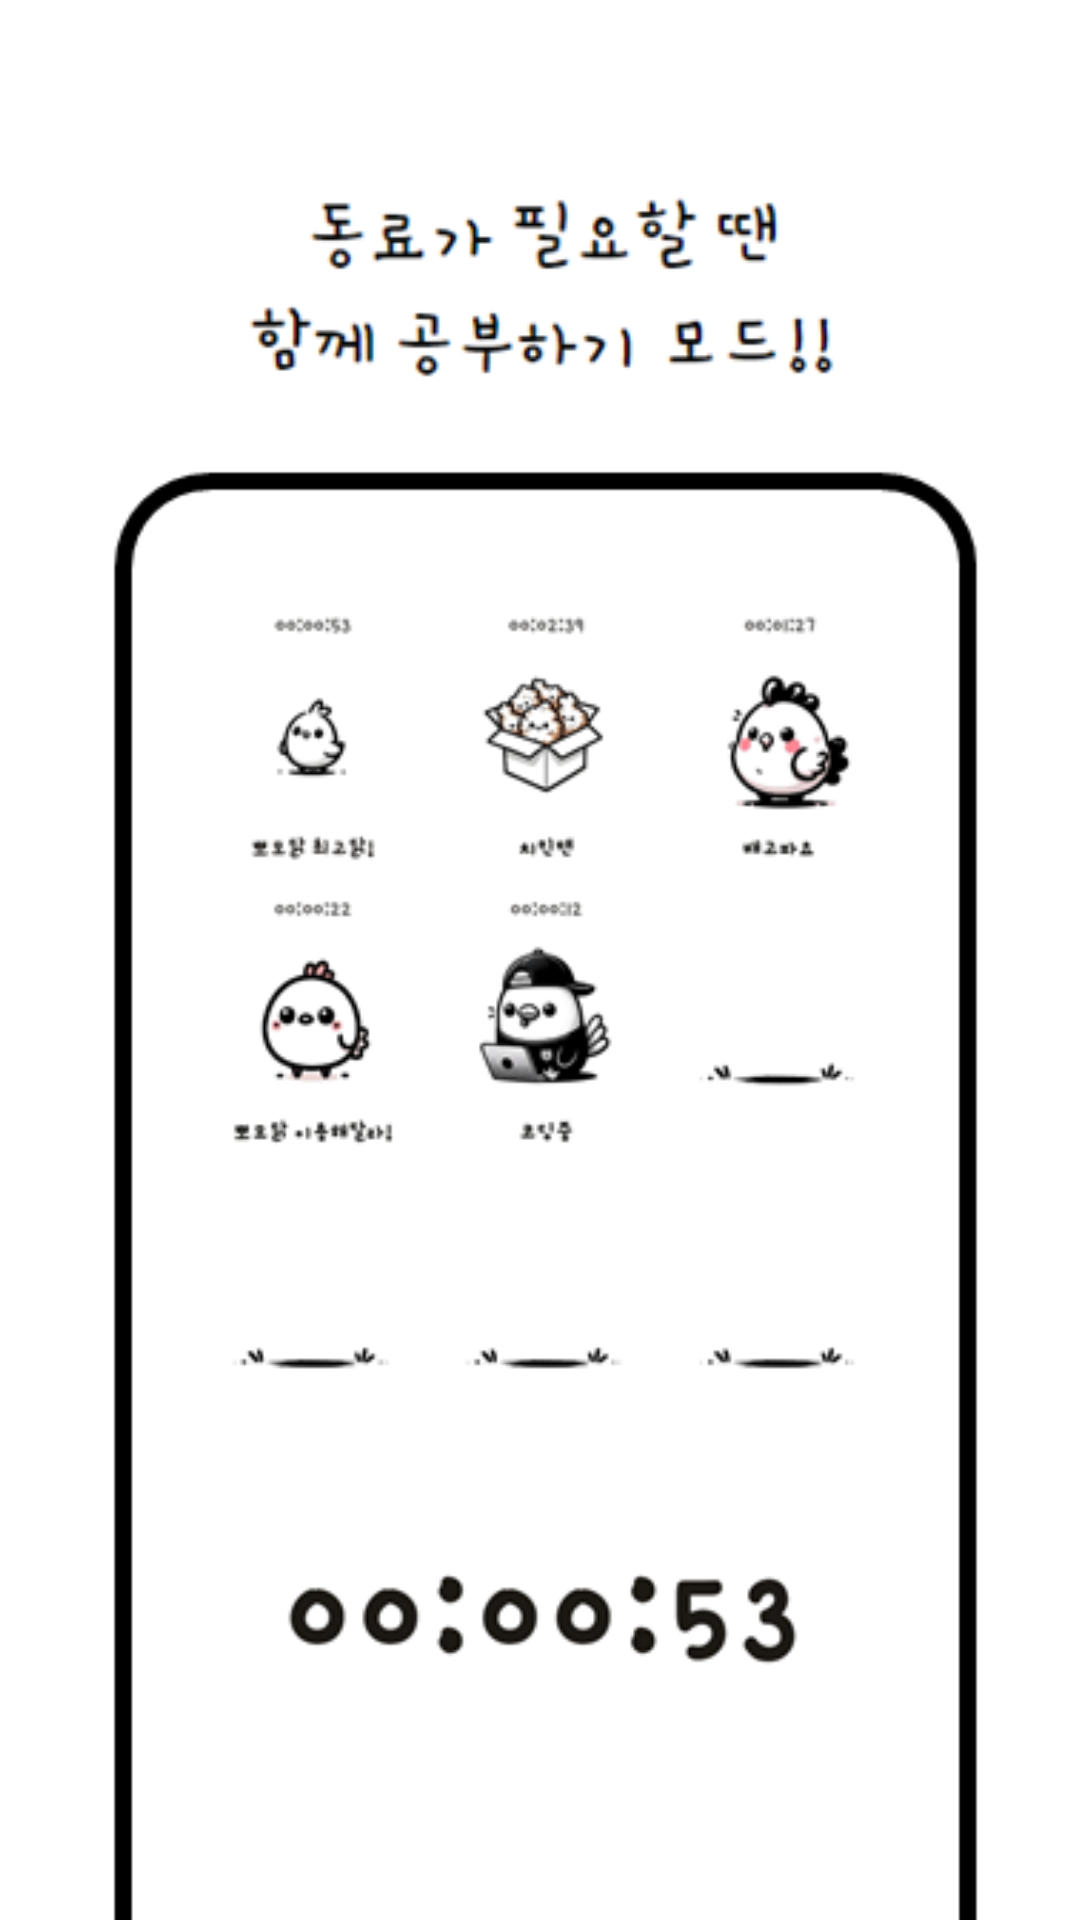 동료가 필요할 땐
함께 공부하기 모드!!
00:00:53
00:02:39
00:01:27
뽀모닭 최고닭!
치킨맨
배고파요
00:00:22
00:00:12
뽀모닭 이용해달라!
코딩중
00:00:53